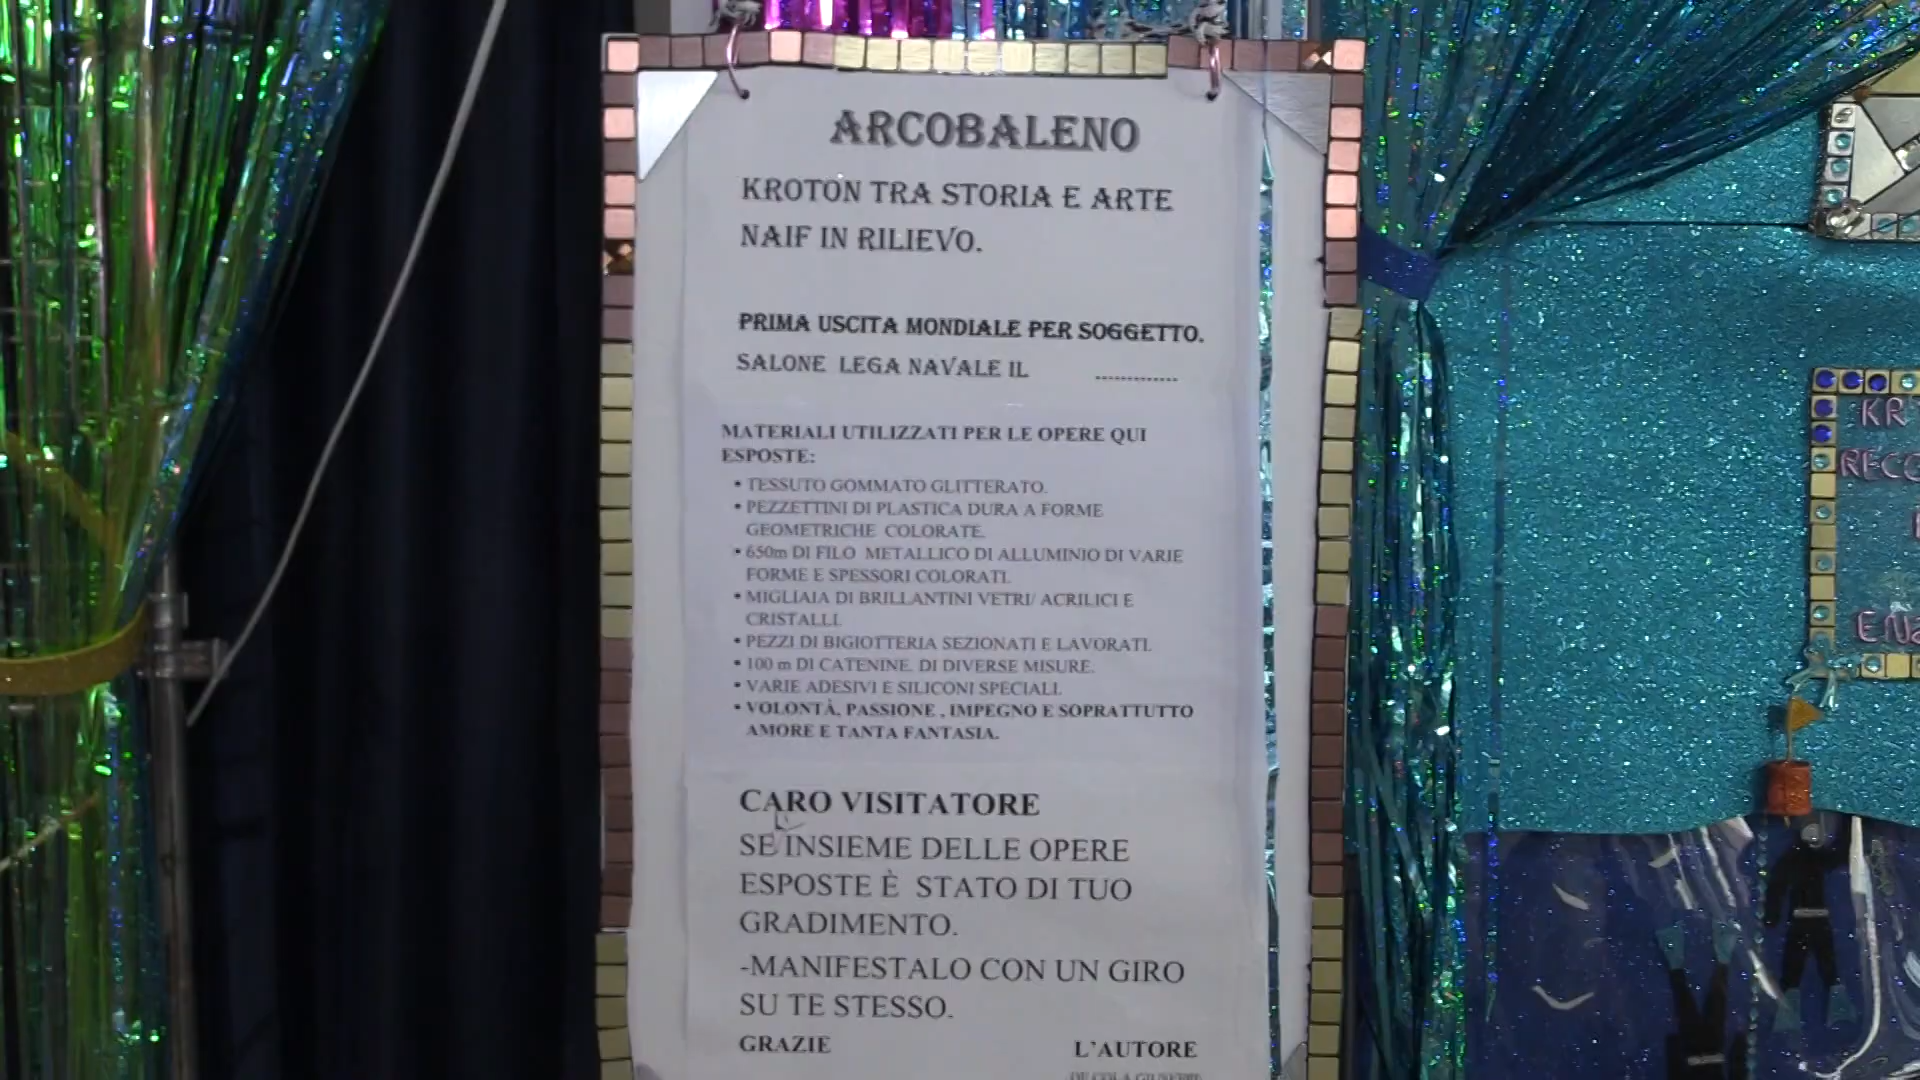 ARCOBALENO
KROTON TRA STORIA E ARTE
NAIF IN RILIEVO.
PRIMA USCITA MONDIALE PER SOGGETTO.
SALONE LEGA NAVALE IL .............
MATERIALI UTILIZZATI PER LE OPERE QUI
ESPOSTE:
• TESSUTO GOMMATO GLITTERATO.
• PEZZETTINI DI PLASTICA DURA A FORME
GEOMETRICHE COLORATE.
• 650m DI FILO METALLICO DI ALLUMINIO DI VARIE
FORME E SPESSORI COLORATI.
• MIGLIAIA DI BRILLANTINI VETRI/ ACRILICI E
CRISTALLI.
• PEZZI DI BIGIOTTERIA SEZIONATI E LAVORATI.
• 100 m DI CATENINE. DI DIVERSE MISURE.
• VARIE ADESIVI E SILICONI SPECIALI.
• VOLONTÀ, PASSIONE , IMPEGNO E SOPRATTUTTO
AMORE E TANTA FANTASIA.
CARO VISITATORE
SE INSIEME DELLE OPERE
ESPOSTE È STATO DI TUO
GRADIMENTO.
-MANIFESTALO CON UN GIRO
SU TE STESSO.
GRAZIE L'AUTORE
KR